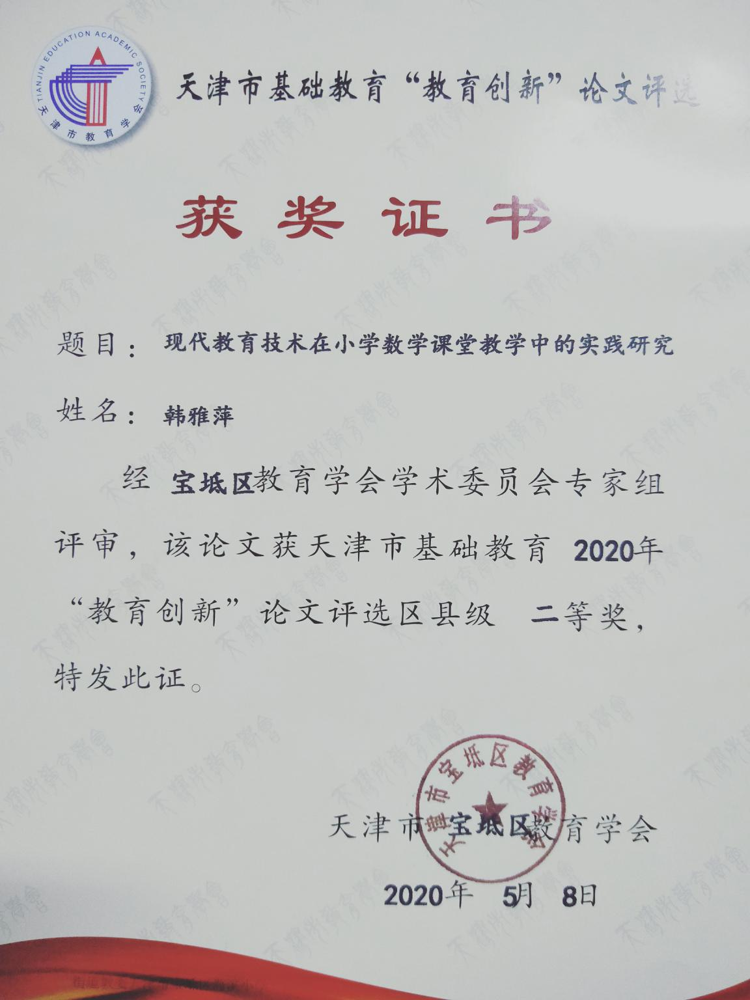 TIANJIN EDUCATION ACADEMIC SOCIETY
天津市教育学会
天津市基础教育“教育创新”论文评选
获奖证书
题目：现代教育技术在小学数学课堂教学中的实践研究
姓名：韩雅萍
经宝坻区教育学会学术委员会专家组
评审，该论文获天津市基础教育2020年
“教育创新”论文评选区县级 二等奖，
特发此证。
天津市宝坻区教育学会
天津市宝坻区教育学会
2020年 5月 8日